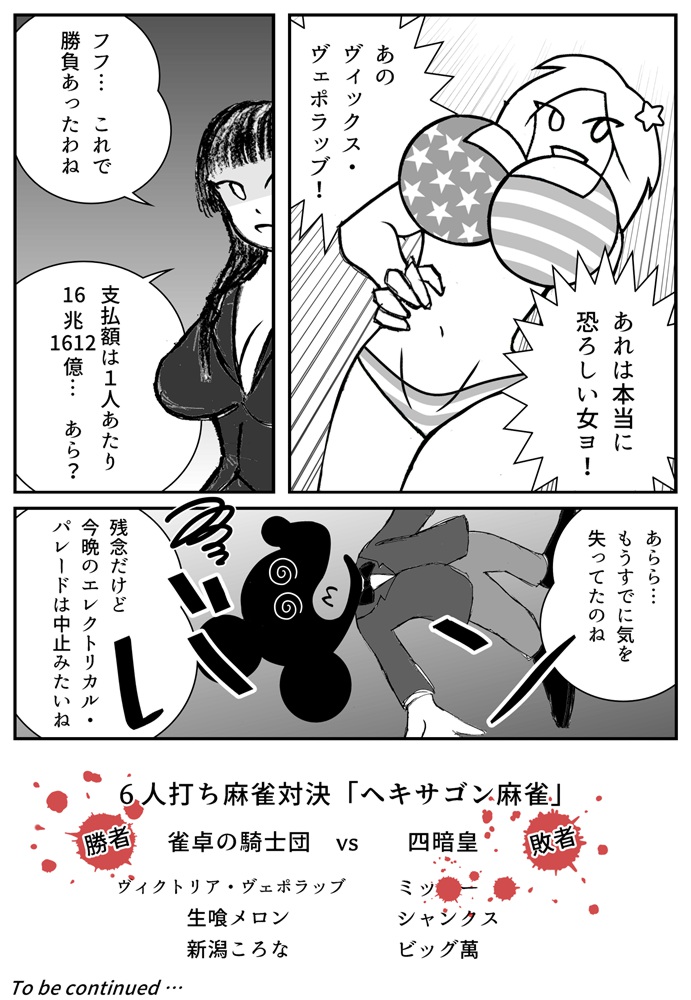 あの
ヴィックス・
ヴェポラッブ！
あれは本当に
恐ろしい女ヨ！
フフ… これで
勝負あったわね
支払額は１人あたり
16兆1612億… あら？
あらら…
もうすでに気を
失ってたのね
ドサッ
残念だけど
今晩のエレクトリカル・
パレードは中止みたいね
６人打ち麻雀対決「ヘキサゴン麻雀」
勝者 雀卓の騎士団 vs 四暗皇 敗者
ヴィクトリア・ヴェポラッブ ミッ ー
生喰メロン シャンクス
新潟ころな ビッグ萬
To be continued …